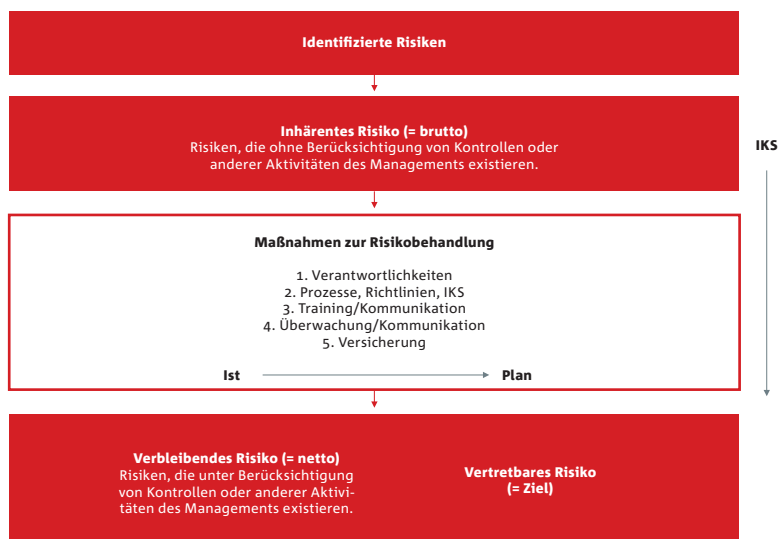 Identifizierte Risiken
Inhärentes Risiko (= brutto)
Risiken, die ohne Berücksichtigung von Kontrollen oder
anderer Aktivitäten des Managements existieren.
IKS
Maßnahmen zur Risikobehandlung
1. Verantwortlichkeiten
2. Prozesse, Richtlinien, IKS
3. Training/Kommunikation
4. Überwachung/Kommunikation
5. Versicherung
Ist
Plan
Verbleibendes Risiko (= netto)
Risiken, die unter Berücksichtigung
von Kontrollen oder anderer Aktivi-
täten des Managements existieren.
Vertretbares Risiko
(= Ziel)